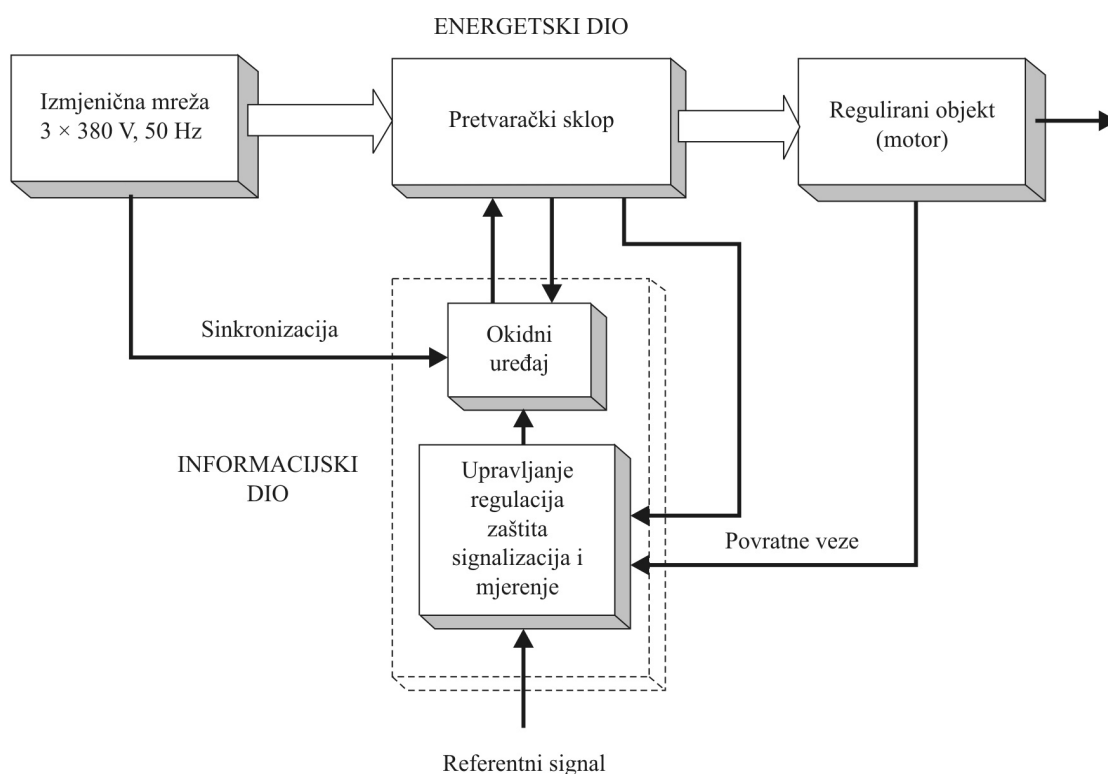 ENERGETSKI DIO
Izmjenična mreža
3 × 380 V, 50 Hz
Pretvarački sklop
Regulirani objekt
(motor)
Sinkronizacija
Okidni
uređaj
INFORMACIJSKI
DIO
Upravljanje
regulacija
zaštita
signalizacija i
mjerenje
Povratne veze
Referentni signal